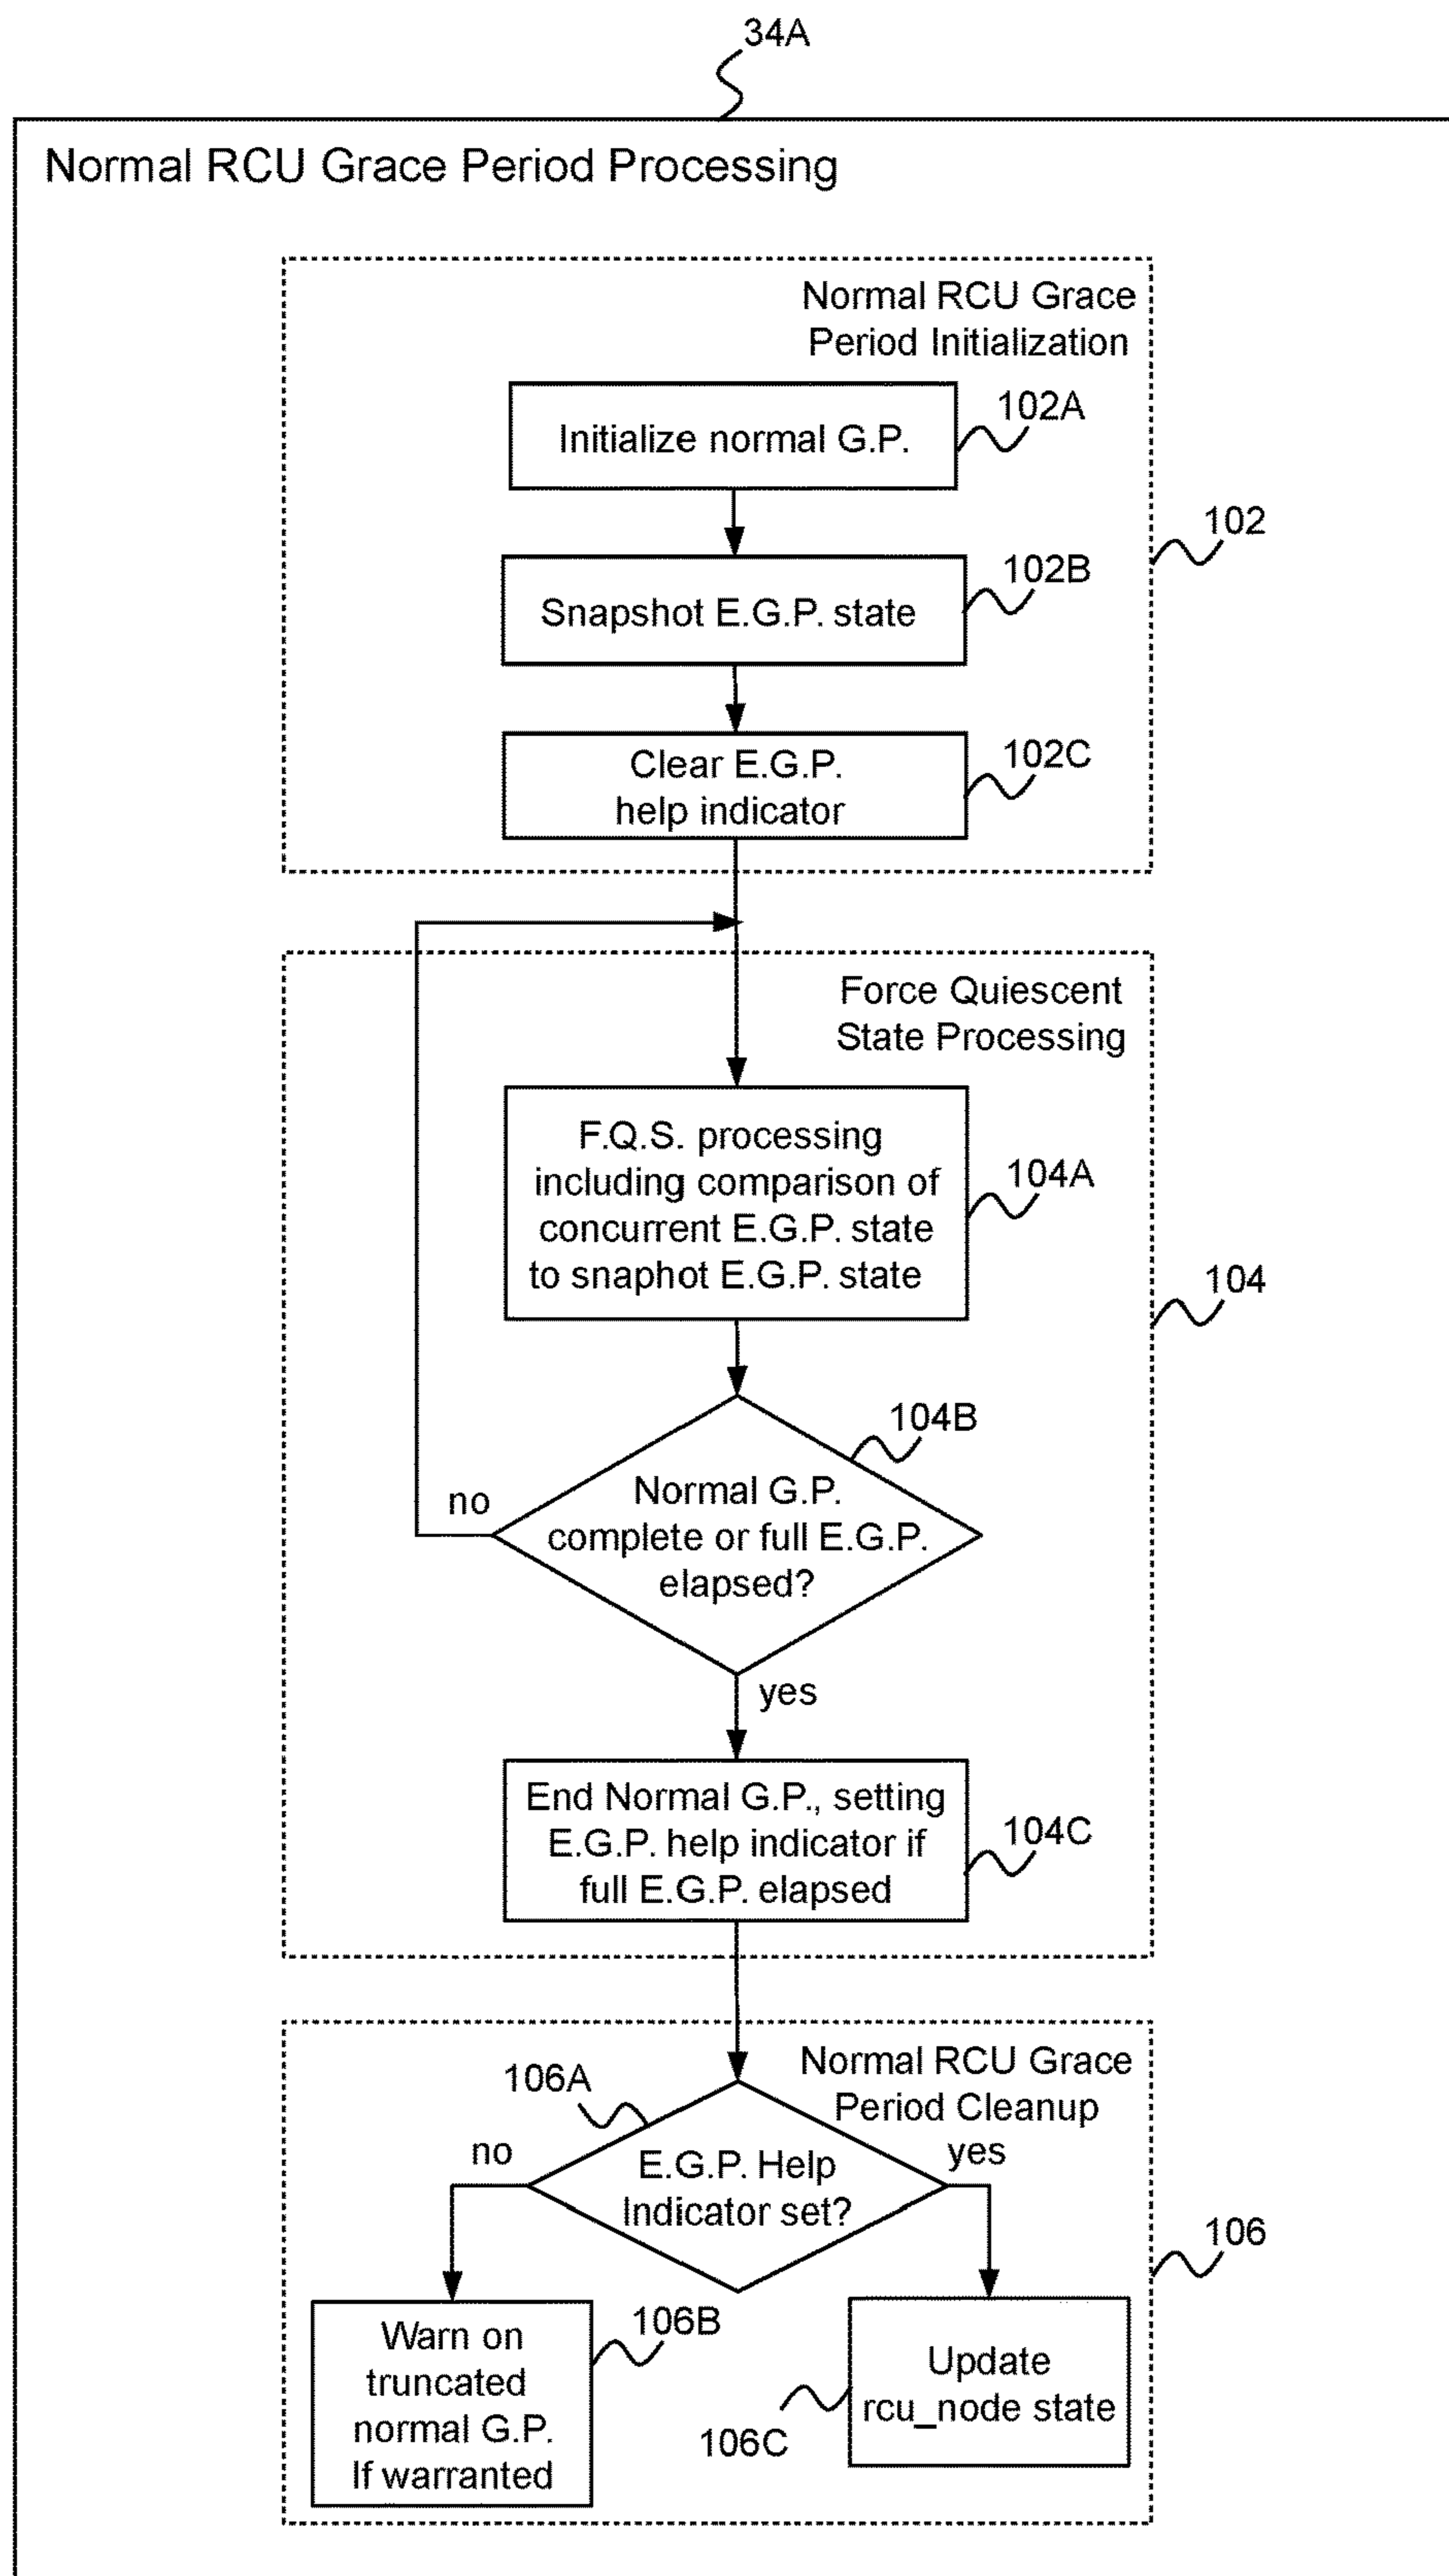 34A
Normal RCU Grace Period Processing
Normal RCU Grace
Period Initialization
102A
Initialize normal G.P.
102
102B
Snapshot E.G.P. state
102C
Clear E.G.P.
help indicator
Force Quiescent
State Processing
F.Q.S. processing
including comparison of
concurrent E.G.P. state
to snaphot E.G.P. state
104A
104
104B
Normal G.P.
complete or full E.G.P.
elapsed?
no
yes
End Normal G.P., setting
E.G.P. help indicator if
full E.G.P. elapsed
104C
Normal RCU Grace
Period Cleanup
106A
no
yes
E.G.P. Help
Indicator set?
106
Warn on
truncated
normal G.P.
If warranted
106B
Update
rcu_node state
106C